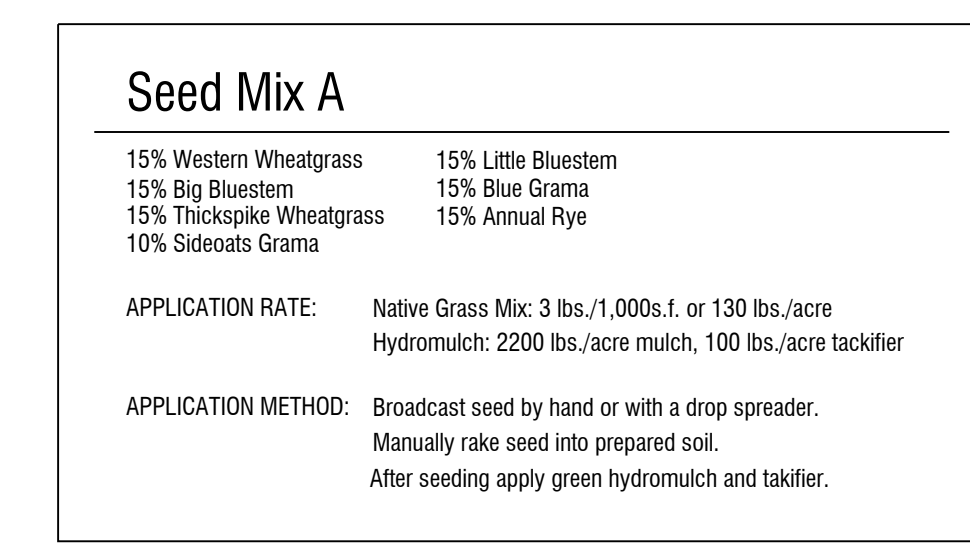 Seed Mix A
15% Western Wheatgrass
15% Big Bluestem
15% Thickspike Wheatgrass
10% Sideoats Grama
15% Little Bluestem
15% Blue Grama
15% Annual Rye
APPLICATION RATE: Native Grass Mix: 3 lbs./1,000s.f. or 130 lbs./acre
Hydromulch: 2200 lbs./acre mulch, 100 lbs./acre tackifier
APPLICATION METHOD: Broadcast seed by hand or with a drop spreader.
Manually rake seed into prepared soil.
After seeding apply green hydromulch and takifier.